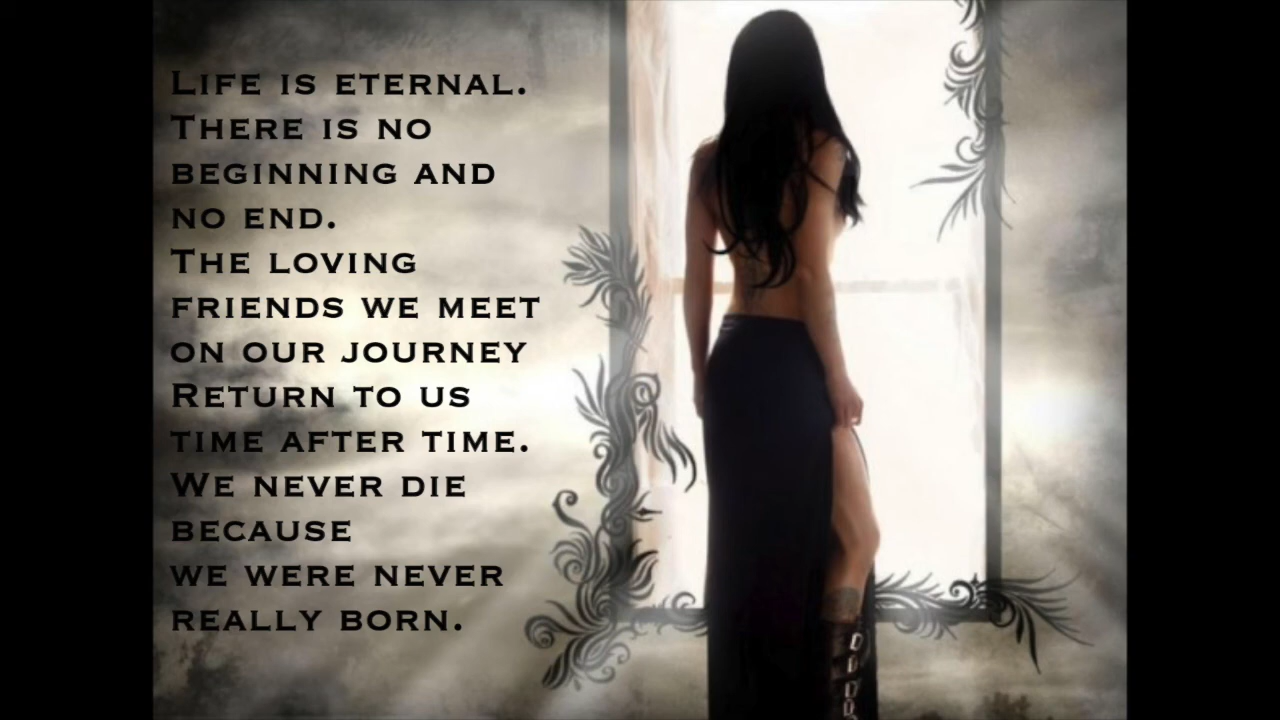 Life is eternal.
There is no
beginning and
no end.
The loving
friends we meet
on our journey
Return to us
time after time.
We never die
because
we were never
really born.